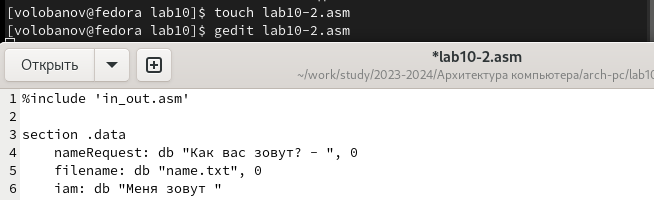 [volobanov@fedora lab10]$ touch lab10-2.asm
[volobanov@fedora lab10]$ gedit lab10-2.asm
Открыть
*lab10-2.asm
~/work/study/2023-2024/Архитектура компьютера/arch-pc/lab10
1 %include 'in_out.asm'
2
3 section .data
4     nameRequest: db "Как вас зовут? - ", 0
5     filename: db "name.txt", 0
6     iam: db "Меня зовут "